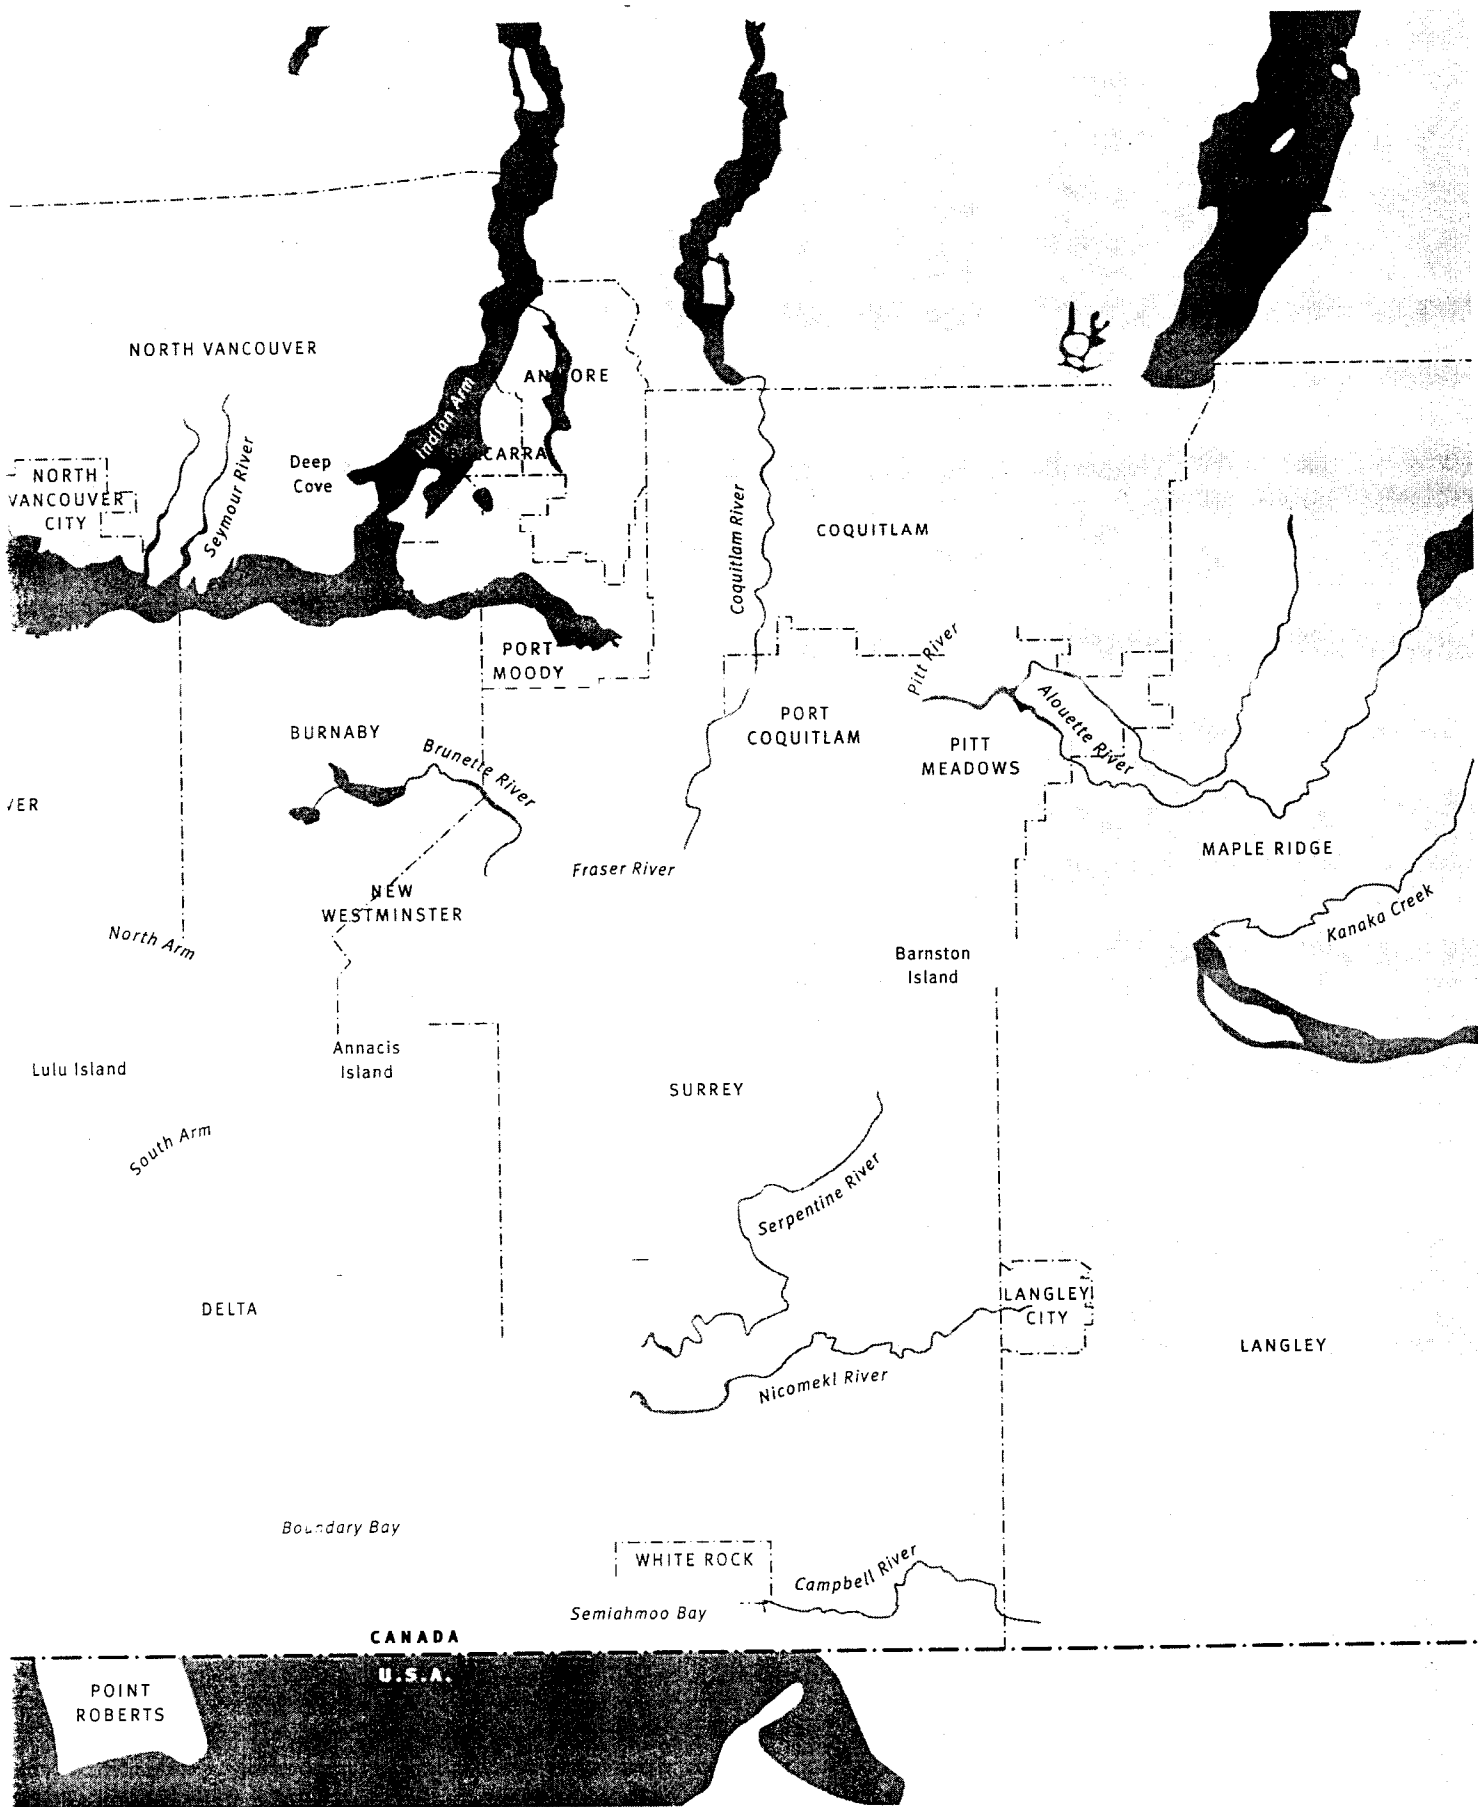 NORTH VANCOUVER
ANMORE
Indian Arm
CARRA
NORTH
VANCOUVER
CITY
Seymour River
Deep
Cove
Coquitlam River
COQUITLAM
PORT
MOODY
Pitt River
Alouette River
PORT
COQUITLAM
PITT
MEADOWS
BURNABY
Brunette River
VER
MAPLE RIDGE
Fraser River
NEW
WESTMINSTER
Kanaka Creek
North Arm
Barnston
Island
Annacis
Island
Lulu Island
SURREY
South Arm
Serpentine River
DELTA
LANGLEY
CITY
LANGLEY
Nicomekl River
Boundary Bay
WHITE ROCK
Campbell River
Semiahmoo Bay
CANADA
U.S.A.
POINT
ROBERTS